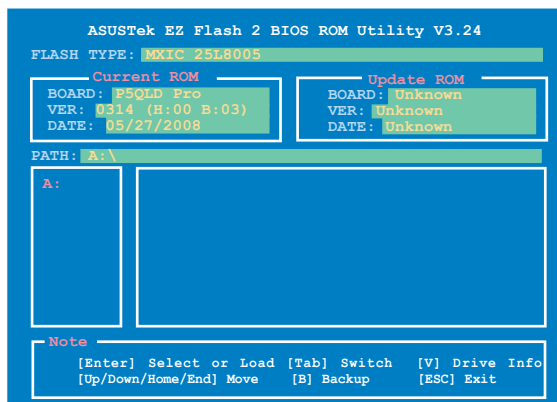 ASUSTek EZ Flash 2 BIOS ROM Utility V3.24
FLASH TYPE: MXIC 25L8005
Current ROM
BOARD: P5QLD Pro
VER: 0314 (H:00 B:03)
DATE: 05/27/2008
Update ROM
BOARD: Unknown
VER: Unknown
DATE: Unknown
PATH: A:\
A:
Note
[Enter] Select or Load [Tab] Switch [V] Drive Info
[Up/Down/Home/End] Move [B] Backup [ESC] Exit